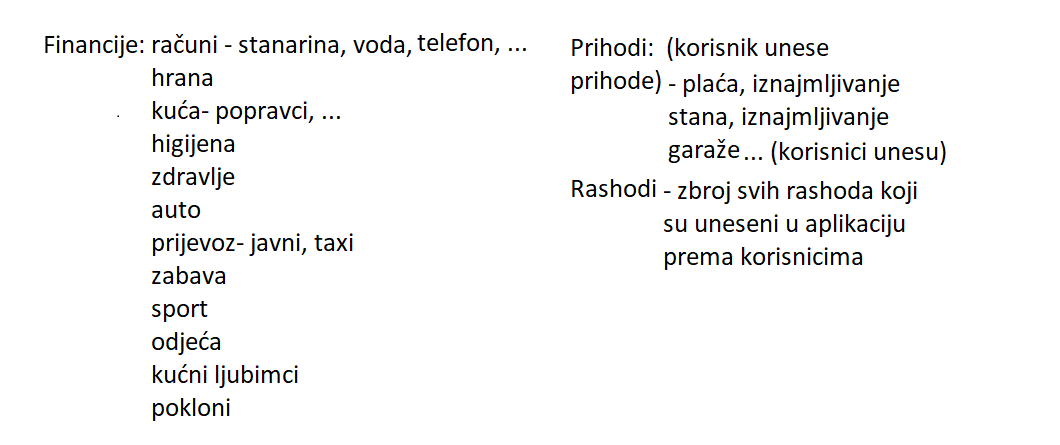 Financije: računi - stanarina, voda, telefon, ...
hrana
kuća- popravci, ...
higijena
zdravlje
auto
prijevoz- javni, taxi
zabava
sport
odjeća
kućni ljubimci
pokloni
Prihodi: (korisnik unese
prihode) - plaća, iznajmljivanje
stana, iznajmljivanje
garaže ... (korisnici unesu)
Rashodi - zbroj svih rashoda koji
su uneseni u aplikaciju
prema korisnicima